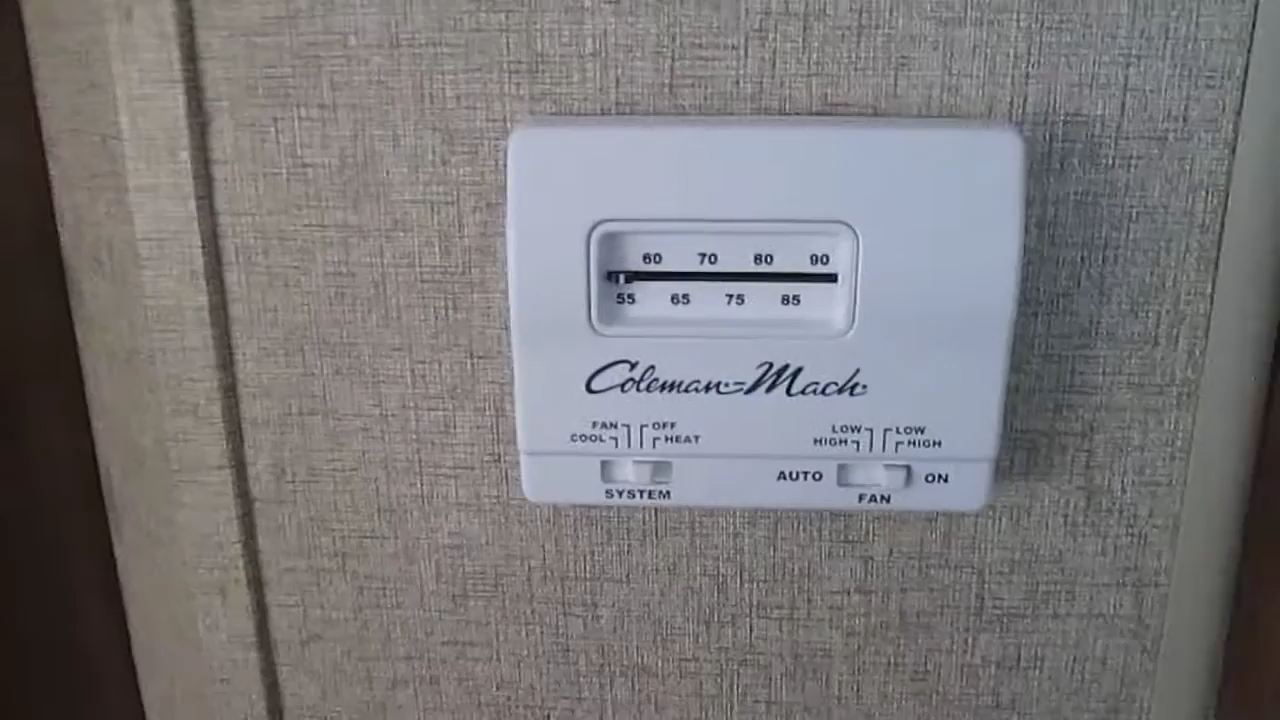 60 70 80 90
55 65 75 85
Coleman-Mach
FAN OFF
COOL HEAT
LOW LOW
HIGH HIGH
AUTO ON
SYSTEM
FAN